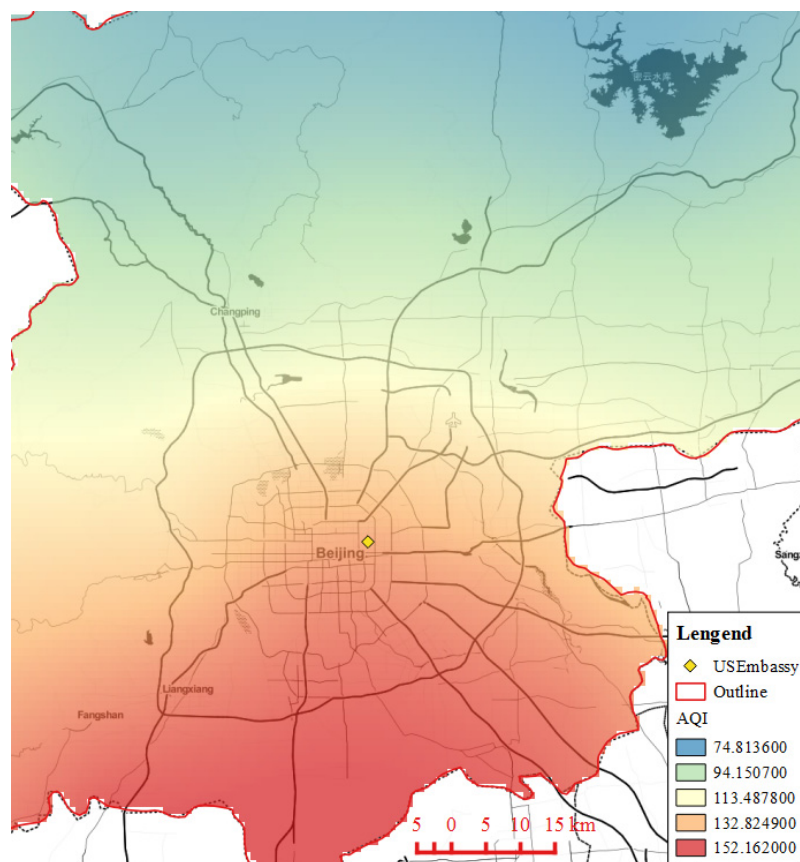 密云水库
Changping
Beijing
Liangxiang
Fangshan
5 0 5 10 15 km
Lengend
USEmbassy
Outline
AQI
74.813600
94.150700
113.487800
132.824900
152.162000